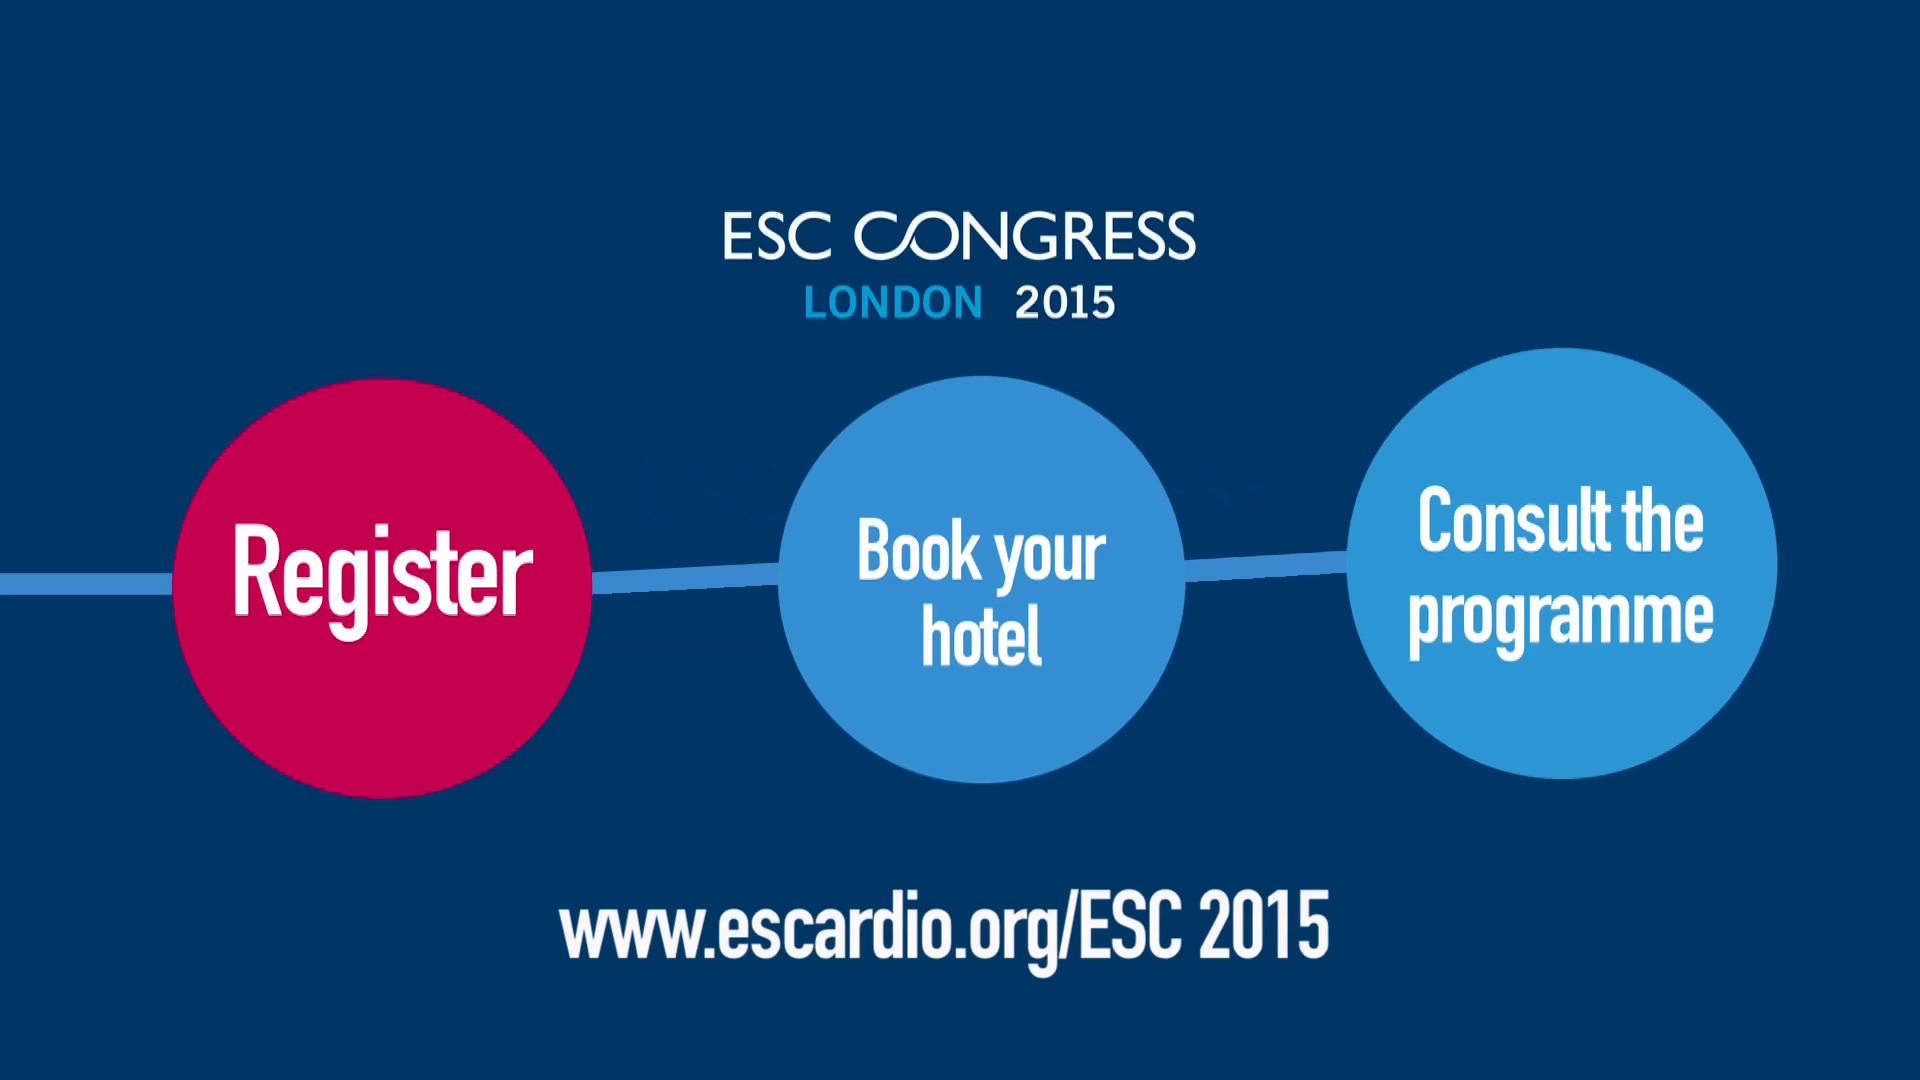 ESC CONGRESS
LONDON 2015
Register
Book your
hotel
Consult the
programme
www.escardio.org/ESC 2015